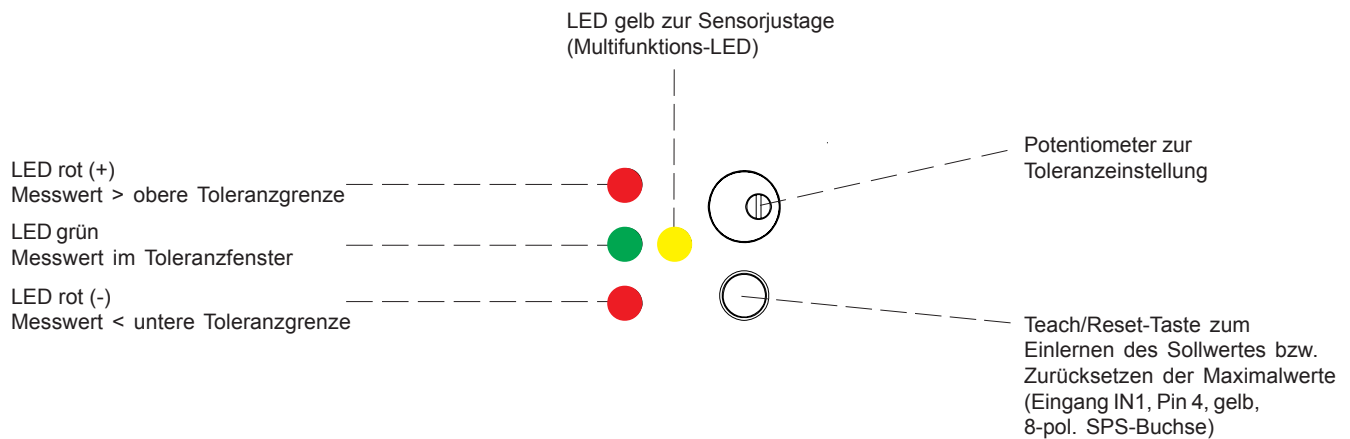 LED gelb zur Sensorjustage
(Multifunktions-LED)
LED rot (+)
Messwert > obere Toleranzgrenze
LED grün
Messwert im Toleranzfenster
LED rot (-)
Messwert < untere Toleranzgrenze
Potentiometer zur
Toleranzeinstellung
Teach/Reset-Taste zum
Einlernen des Sollwertes bzw.
Zurücksetzen der Maximalwerte
(Eingang IN1, Pin 4, gelb,
8-pol. SPS-Buchse)